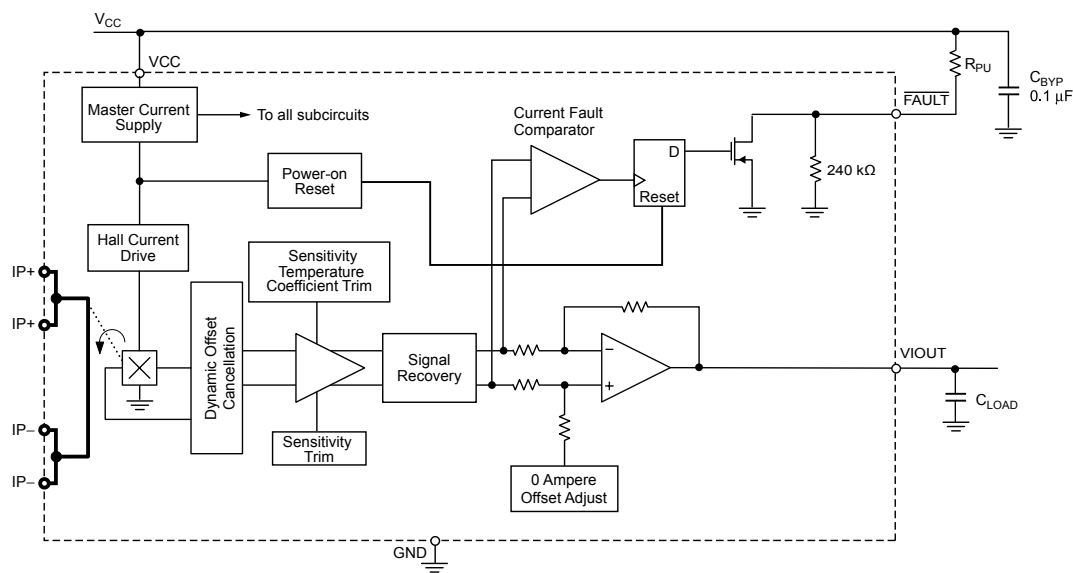 VCC
VCC
RPU
CBYP
0.1 µF
FAULT
Master Current
Supply
To all subcircuits
Current Fault
Comparator
D
Reset
240 kΩ
Power-on
Reset
Hall Current
Drive
Sensitivity
Temperature
Coefficient Trim
IP+
IP+
Dynamic Offset
Cancellation
Signal
Recovery
−
+
VIOUT
CLOAD
IP−
IP−
Sensitivity
Trim
0 Ampere
Offset Adjust
GND